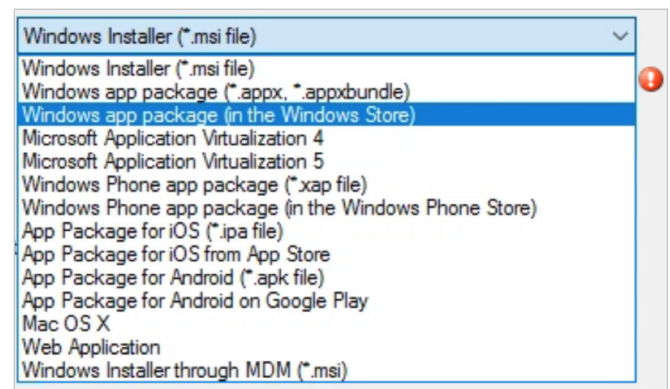 Windows Installer (*.msi file)
Windows Installer (*.msi file)
Windows app package (*.appx, *.appxbundle)
Windows app package (in the Windows Store)
Microsoft Application Virtualization 4
Microsoft Application Virtualization 5
Windows Phone app package (*.xap file)
Windows Phone app package (in the Windows Phone Store)
App Package for iOS (*.ipa file)
App Package for iOS from App Store
App Package for Android (*.apk file)
App Package for Android on Google Play
Mac OS X
Web Application
Windows Installer through MDM (*.msi)